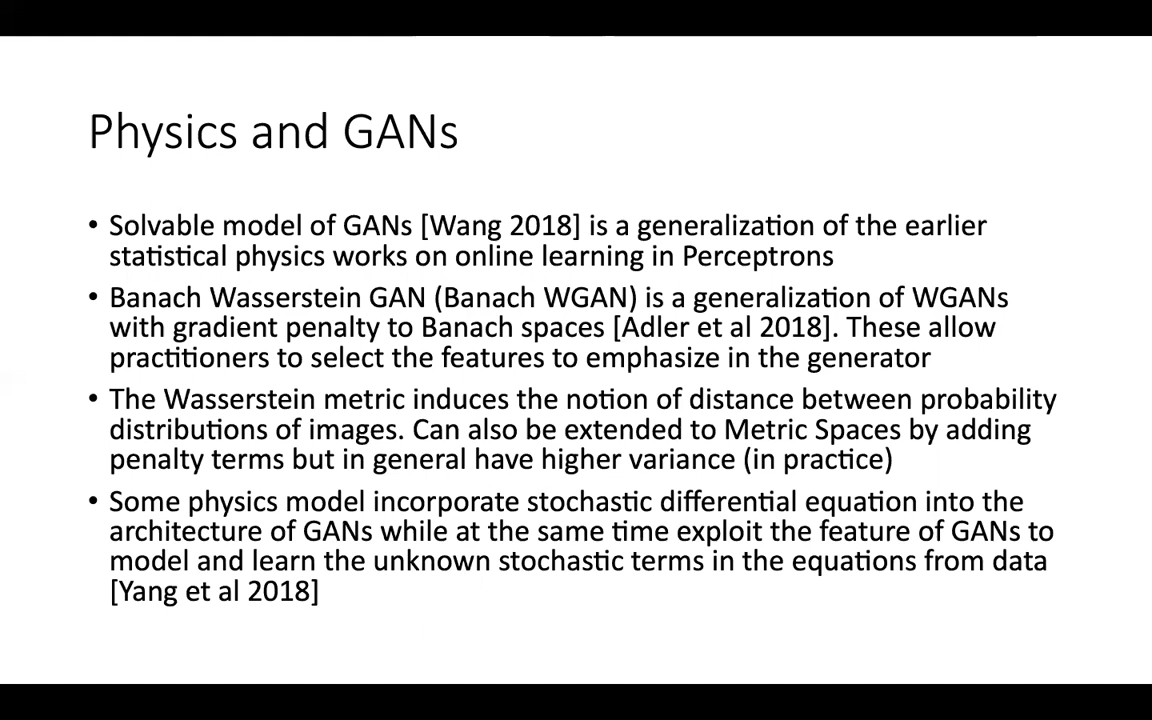 Physics and GANs
• Solvable model of GANs [Wang 2018] is a generalization of the earlier
statistical physics works on online learning in Perceptrons
• Banach Wasserstein GAN (Banach WGAN) is a generalization of WGANs
with gradient penalty to Banach spaces [Adler et al 2018]. These allow
practitioners to select the features to emphasize in the generator
• The Wasserstein metric induces the notion of distance between probability
distributions of images. Can also be extended to Metric Spaces by adding
penalty terms but in general have higher variance (in practice)
• Some physics model incorporate stochastic differential equation into the
architecture of GANs while at the same time exploit the feature of GANs to
model and learn the unknown stochastic terms in the equations from data
[Yang et al 2018]